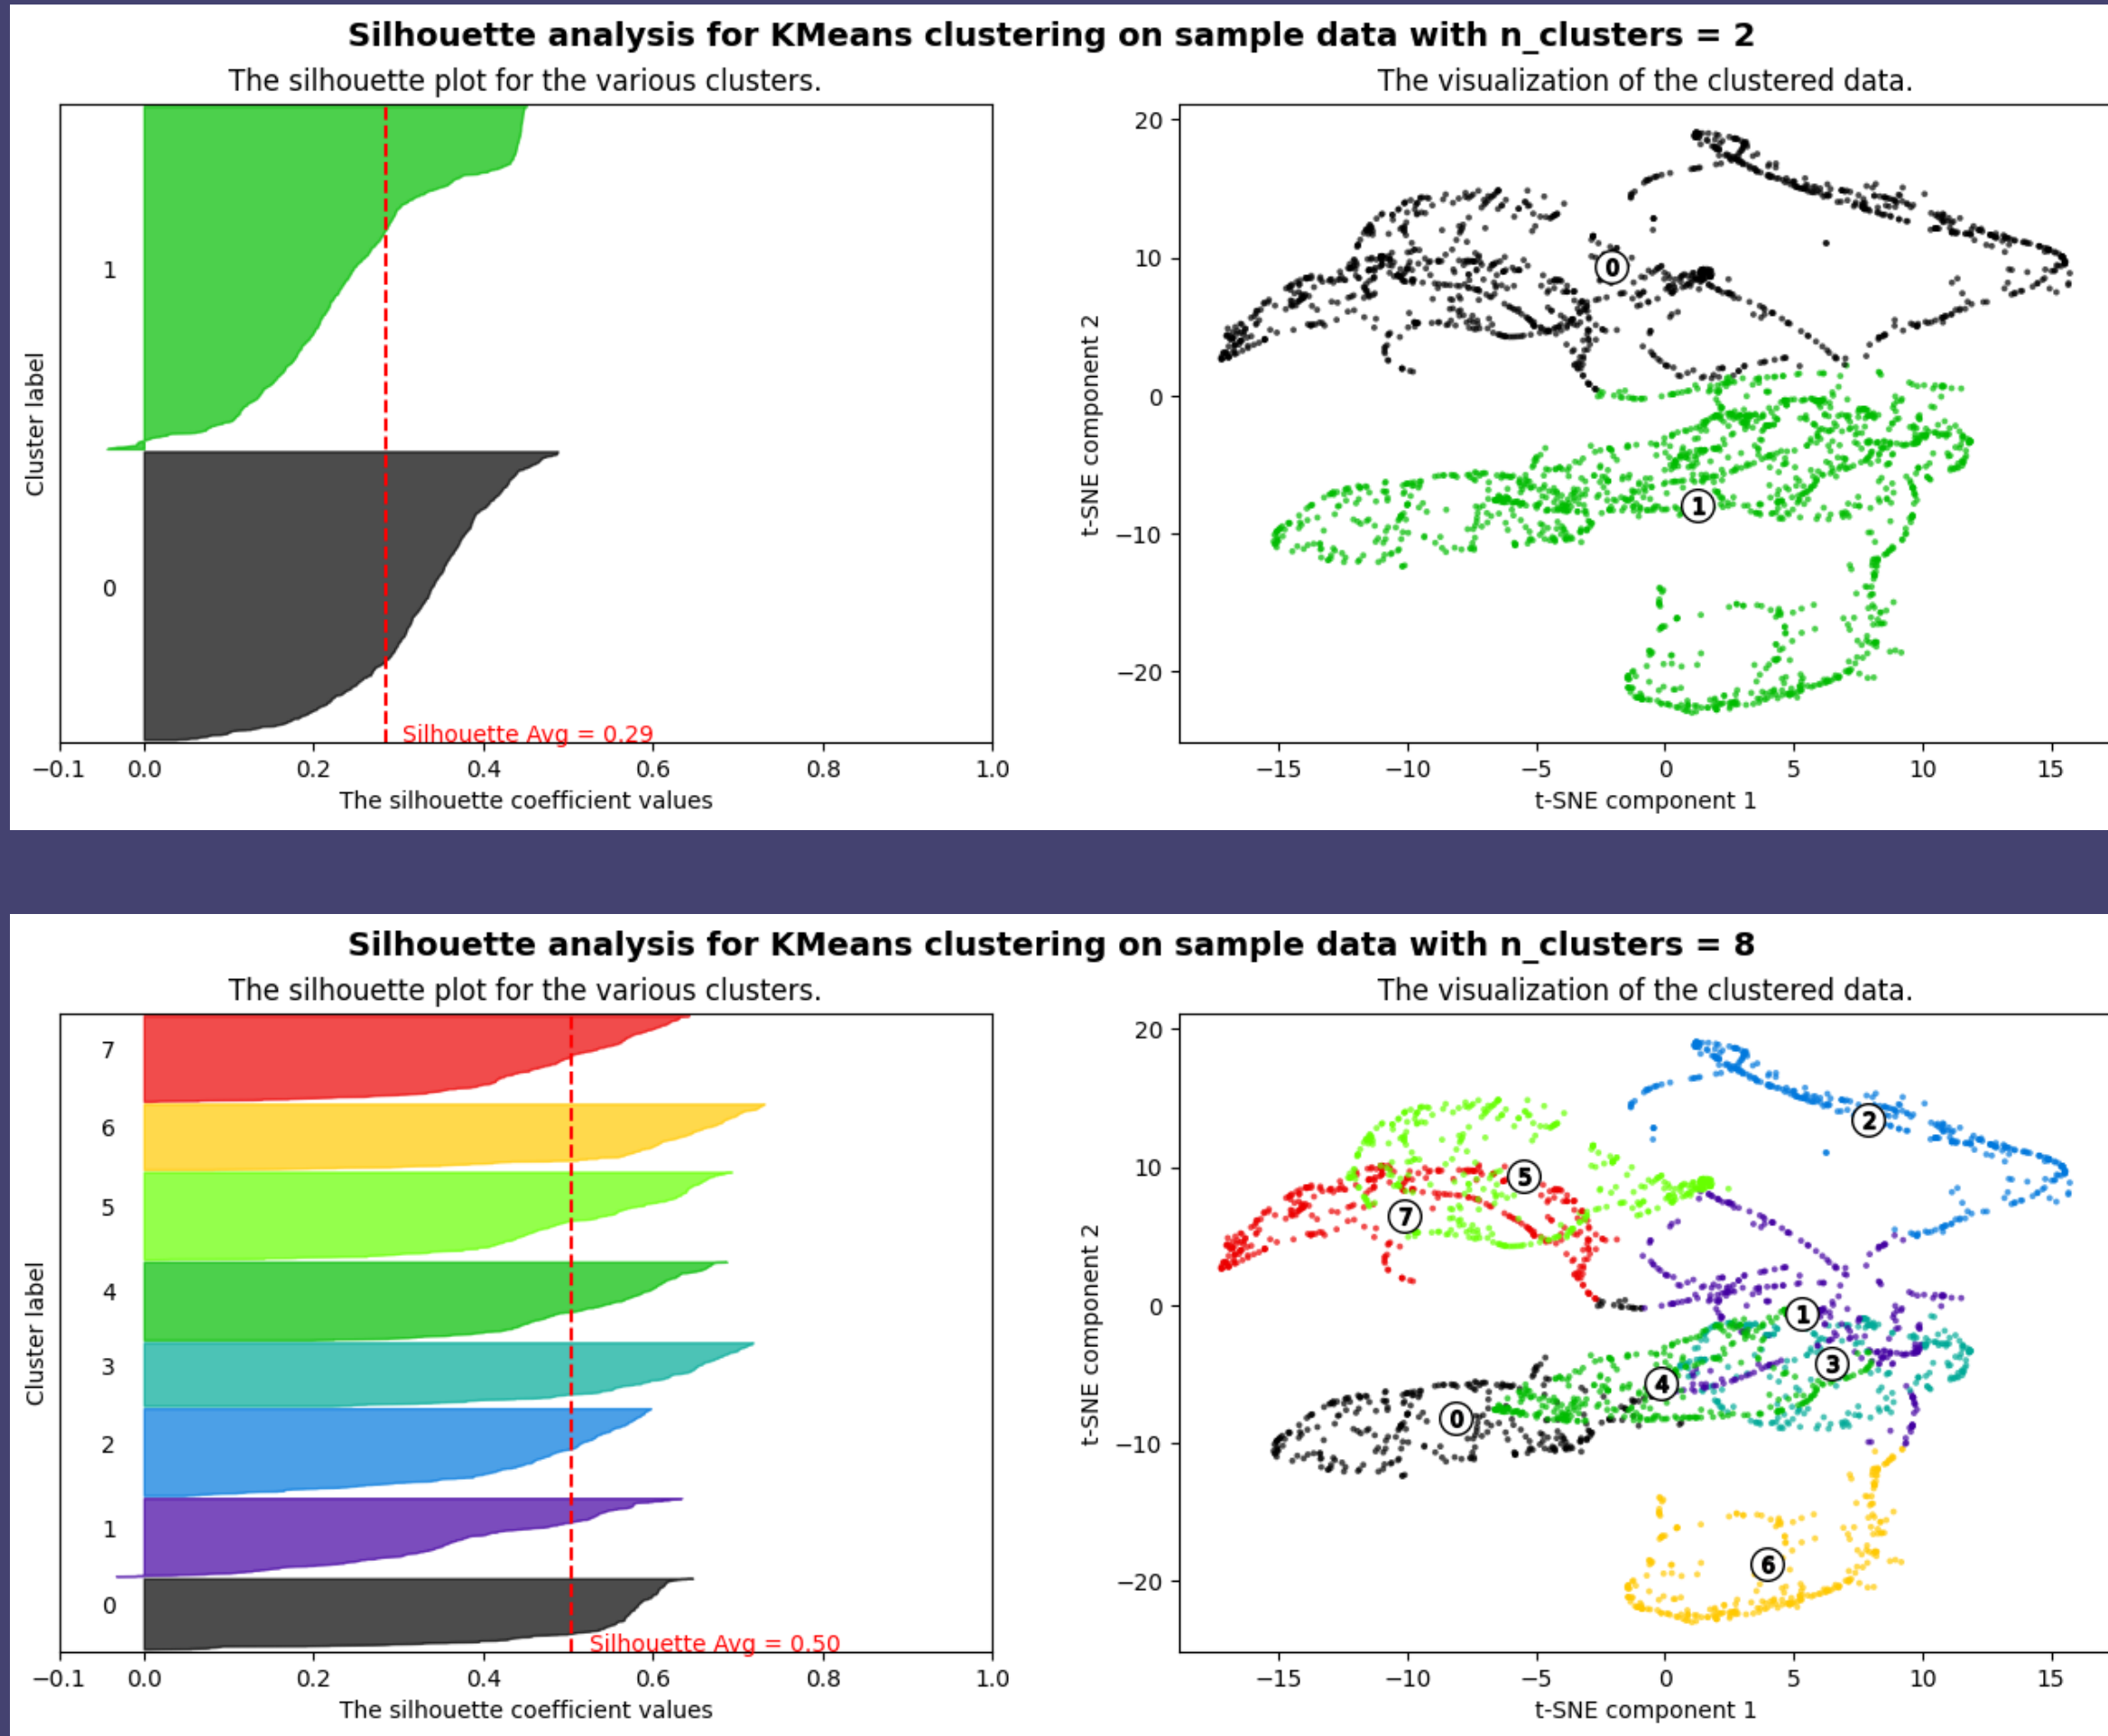 Silhouette analysis for KMeans clustering on sample data with n_clusters = 2
The silhouette plot for the various clusters.
The visualization of the clustered data.
Cluster label
1
0
Silhouette Avg = 0.29
−0.1 0.0 0.2 0.4 0.6 0.8 1.0
The silhouette coefficient values
t-SNE component 2
20
10
0
−10
−20
0
1
−15 −10 −5 0 5 10 15
t-SNE component 1
Silhouette analysis for KMeans clustering on sample data with n_clusters = 8
The silhouette plot for the various clusters.
The visualization of the clustered data.
Cluster label
7
6
5
4
3
2
1
0
Silhouette Avg = 0.50
−0.1 0.0 0.2 0.4 0.6 0.8 1.0
The silhouette coefficient values
t-SNE component 2
20
10
0
−10
−20
2
5
7
1
3
4
0
6
−15 −10 −5 0 5 10 15
t-SNE component 1